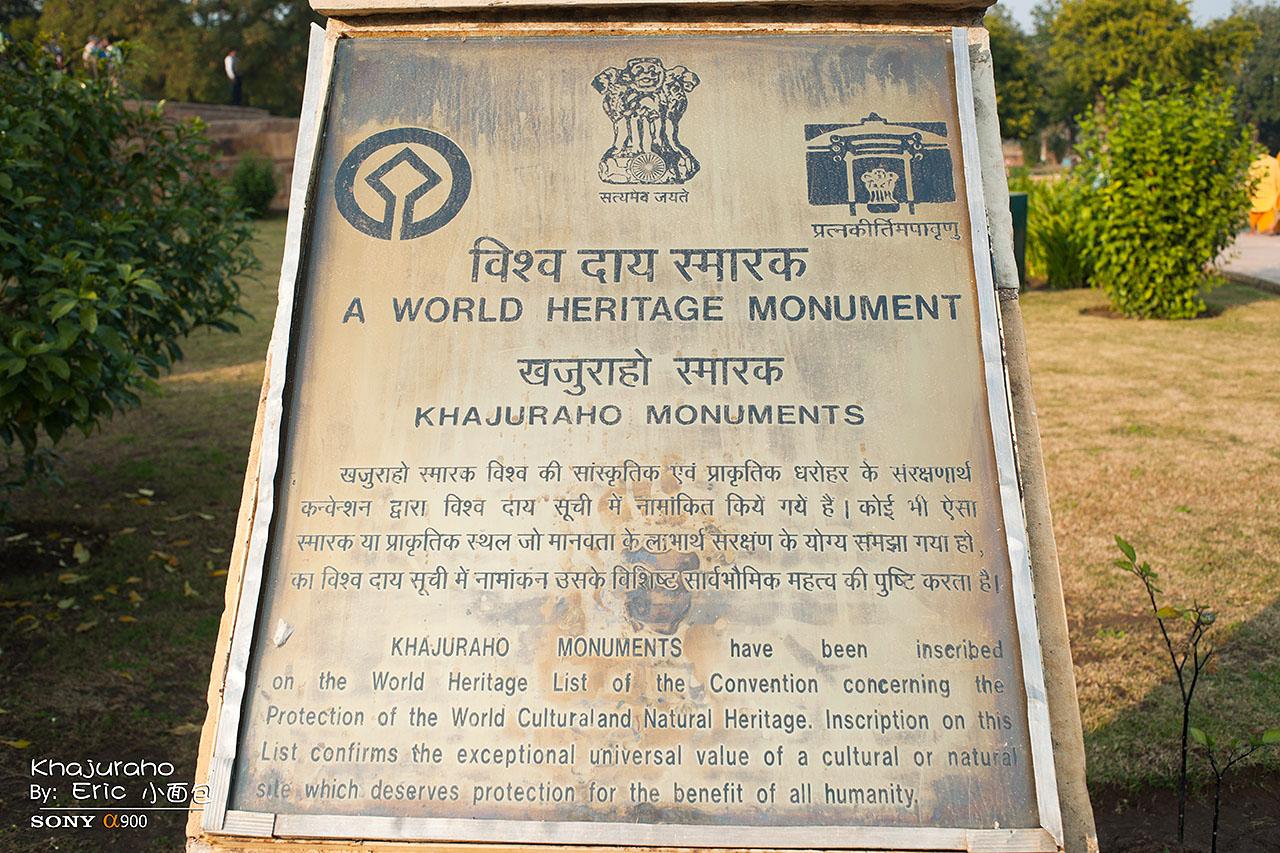 सत्यमेव जयते
प्रत्नकीर्तिमपावृणु
विश्व दाय स्मारक
A WORLD HERITAGE MONUMENT
खजुराहो स्मारक
KHAJURAHO MONUMENTS
खजुराहो स्मारक विश्व की सांस्कृतिक एवं प्राकृतिक धरोहर के संरक्षणार्थ
कन्वेन्शन द्वारा विश्व दाय सूची में नामांकित कियें गयें हैं। कोई भी ऐसा
स्मारक या प्राकृतिक स्थल जो मानवता के लाभार्थ संरक्षण के योग्य समझा गया हो,
का विश्व दाय सूची में नामांकन उसके विशिष्ट सार्वभौमिक महत्व की पुष्टि करता है।
KHAJURAHO MONUMENTS have been inscribed
on the World Heritage List of the Convention concerning the
Protection of the World Cultural and Natural Heritage. Inscription on this
List confirms the exceptional universal value of a cultural or natural
site which deserves protection for the benefit of all humanity.
Khajuraho
By: Eric 小面
SONY α900